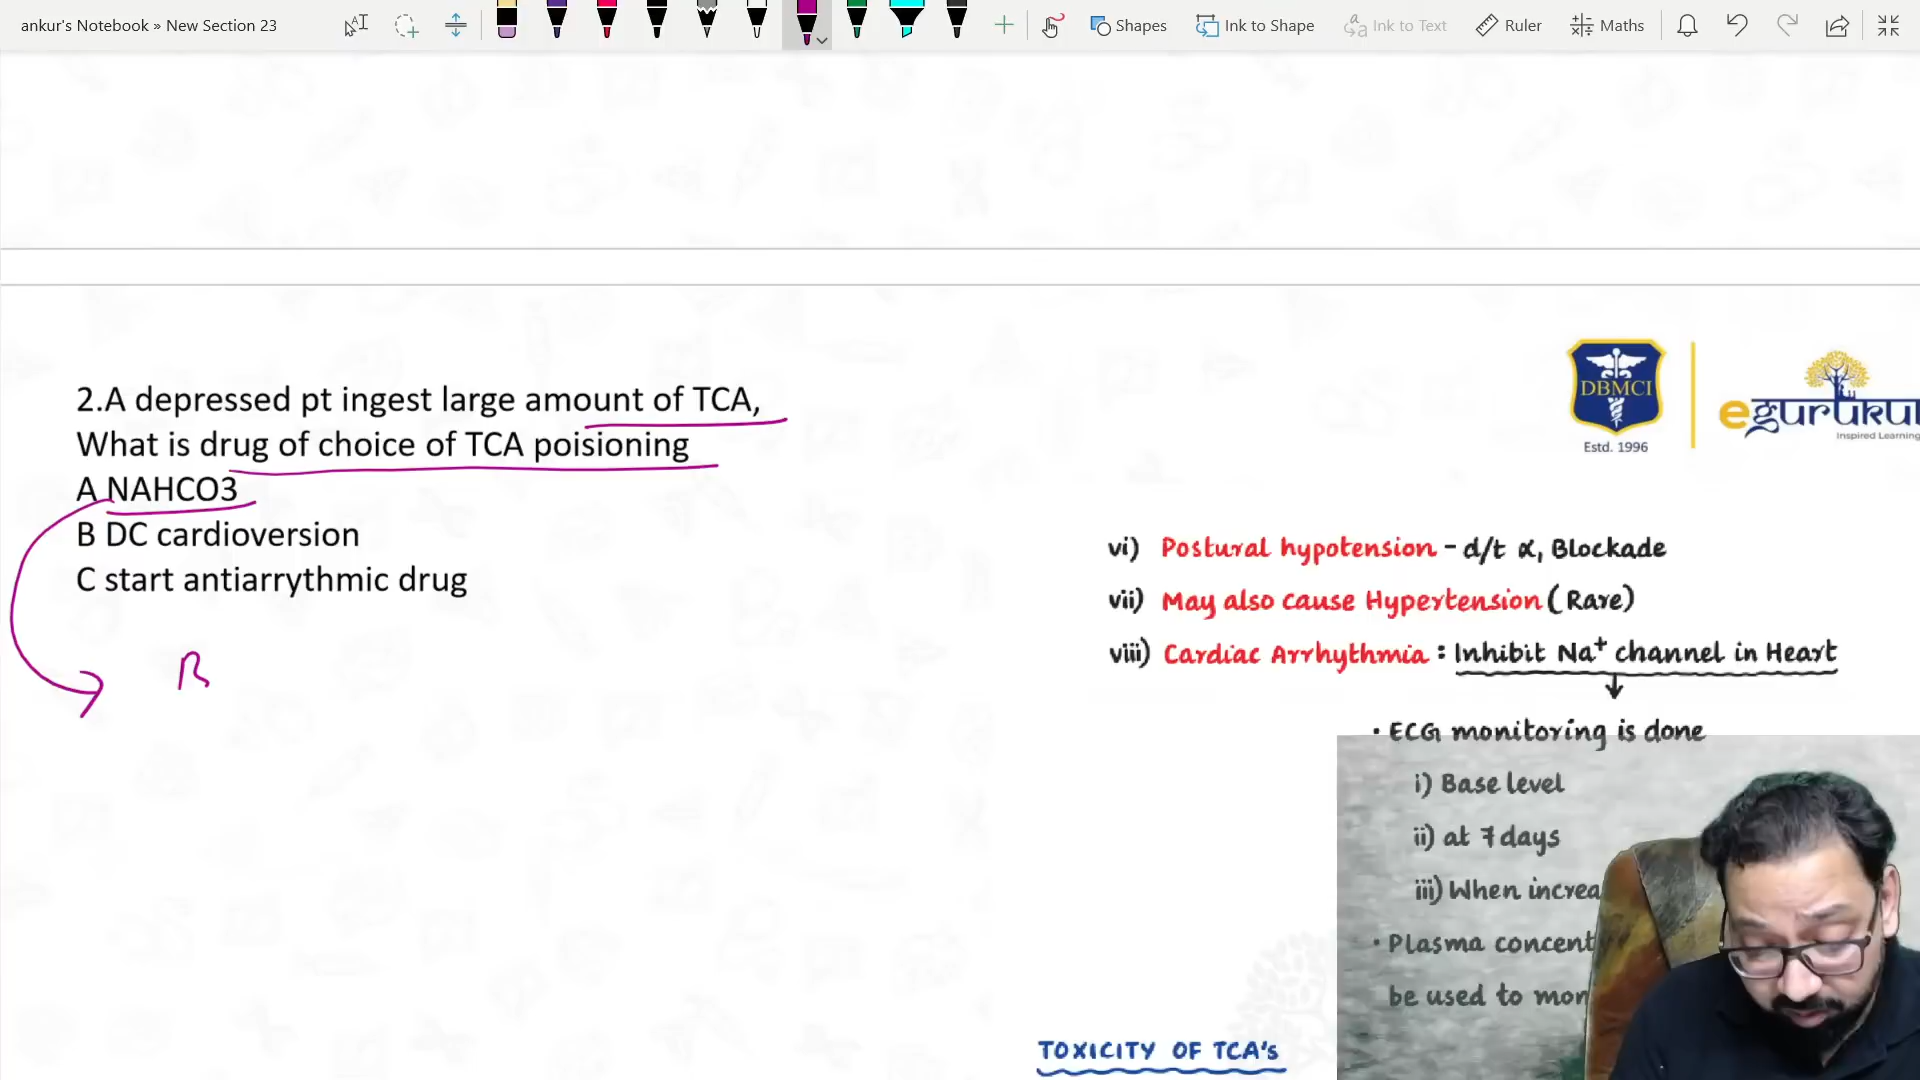 ankur's Notebook » New Section 23
Shapes
Ink to Shape
Ink to Text
Ruler
Maths
2.A depressed pt ingest large amount of TCA,
What is drug of choice of TCA poisioning
A NAHCO3
B DC cardioversion
C start antiarrythmic drug
DBMCI
Estd. 1996
egurukul
Inspired Learning
vi) Postural hypotension - d/t α, Blockade
vii) May also cause Hypertension (Rare)
viii) Cardiac Arrhythmia : Inhibit Na+ channel in Heart
• ECG monitoring is done
i) Base level
ii) at 7 days
iii) When increa
• Plasma concent
be used to mon
TOXICITY OF TCA's